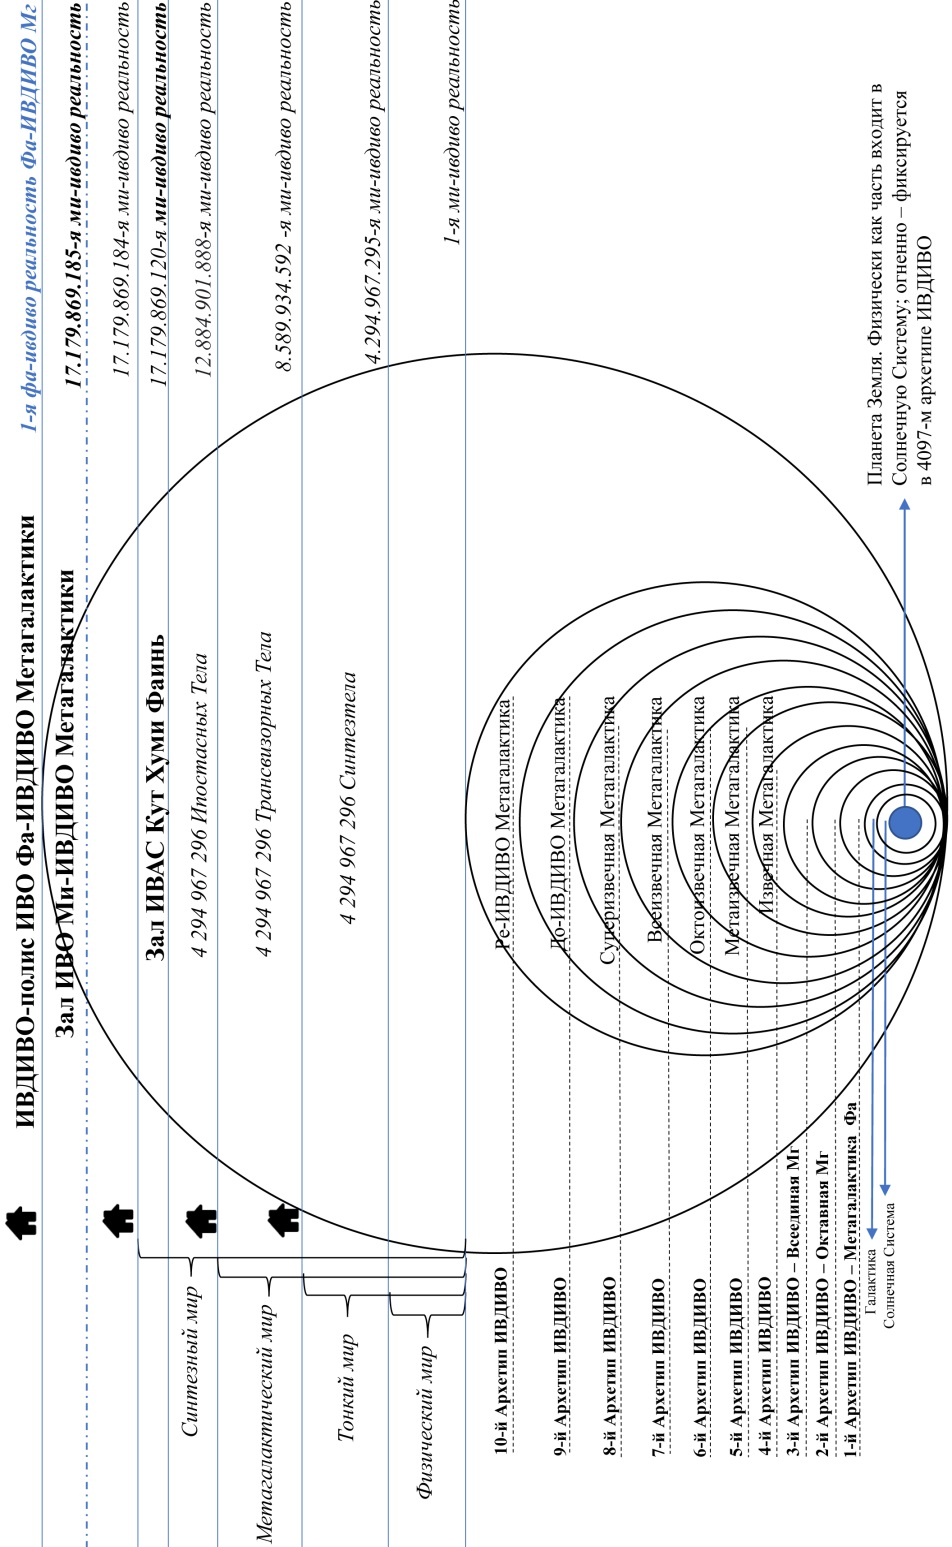 ИВДИВО-полис ИВО Фа-ИВДИВО Метагалактики
1-я фа-ивдиво реальность Фа-ИВДИВО Мг
Зал ИВО Ми-ИВДИВО Метагалактики
17.179.869.185-я ми-ивдиво реальность
17.179.869.184-я ми-ивдиво реальность
Зал ИВАС Кут Хуми Фаинь
17.179.869.120-я ми-ивдиво реальность
Синтезный мир
4 294 967 296 Ипостасных Тела
12.884.901.888-я ми-ивдиво реальность
Метагалактический мир
4 294 967 296 Трансвизорных Тела
8.589.934.592 -я ми-ивдиво реальность
Тонкий мир
4 294 967 296 Синтезтела
4.294.967.295-я ми-ивдиво реальность
Физический мир
1-я ми-ивдиво реальность
10-й Архетип ИВДИВО
Ре-ИВДИВО Метагалактика
9-й Архетип ИВДИВО
До-ИВДИВО Метагалактика
8-й Архетип ИВДИВО
Суперизвечная Метагалактика
7-й Архетип ИВДИВО
Всеизвечная Метагалактика
6-й Архетип ИВДИВО
Октоизвечная Метагалактика
5-й Архетип ИВДИВО
Метаизвечная Метагалактика
4-й Архетип ИВДИВО
Извечная Метагалактика
3-й Архетип ИВДИВО – Всеединая Мг
2-й Архетип ИВДИВО – Октавная Мг
1-й Архетип ИВДИВО – Метагалактика Фа
Галактика
Солнечная Система
Планета Земля. Физически как часть входит в
Солнечную Систему; огненно – фиксируется
в 4097-м архетипе ИВДИВО